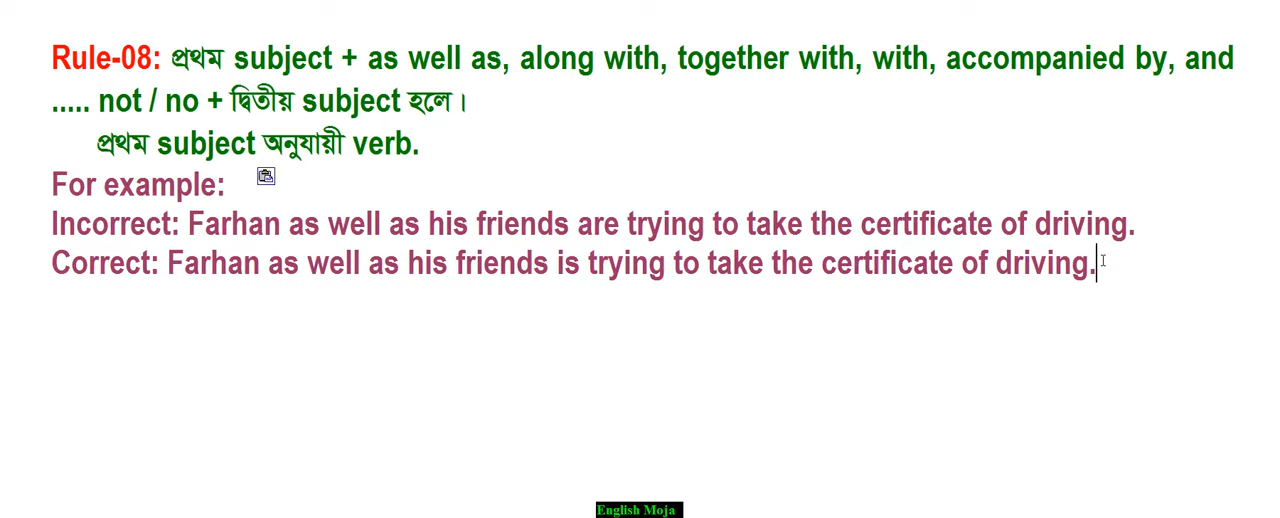 Rule-08: প্রথম subject + as well as, along with, together with, with, accompanied by, and
..... not / no + দ্বিতীয় subject হলে।
প্রথম subject অনুযায়ী verb.
For example:
Incorrect: Farhan as well as his friends are trying to take the certificate of driving.
Correct: Farhan as well as his friends is trying to take the certificate of driving.
English Moja